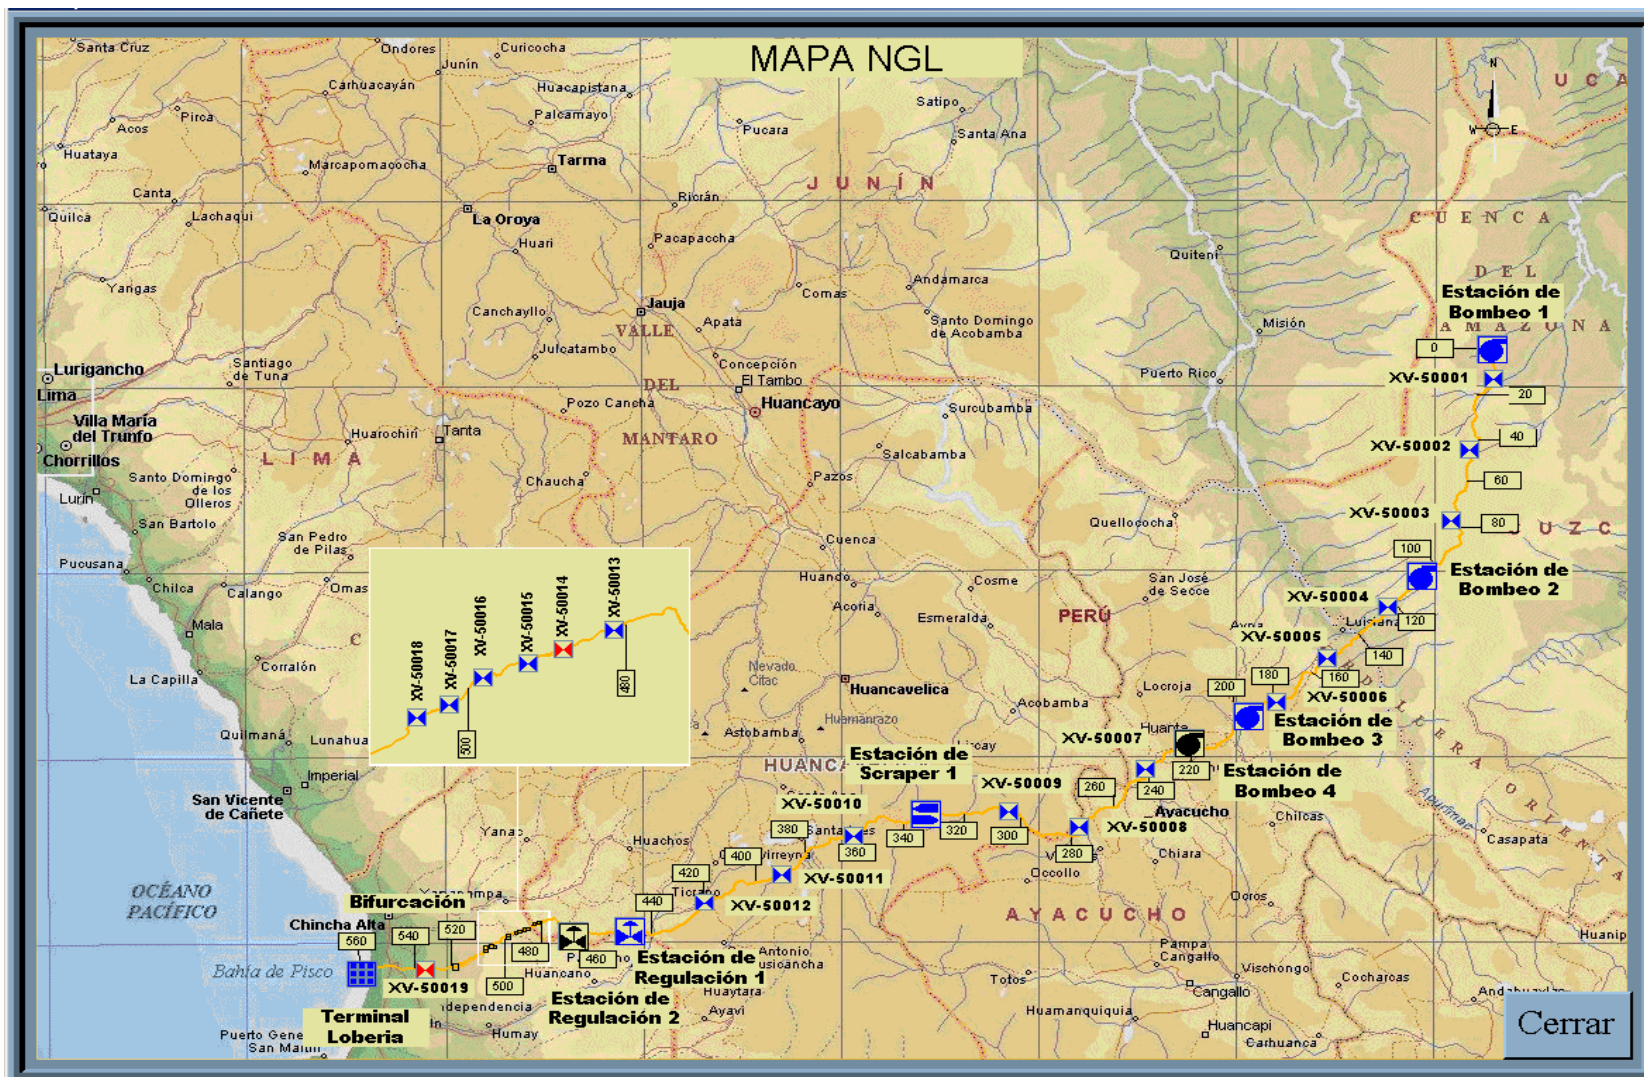 MAPA NGL
Santa Cruz
Ondores
Curicocha
Junín
Carhuacayán
Huacapistana
Satipo
U C A
N
W E
Acos
Pirca
Palcamayo
Pucara
Santa Ana
Huataya
Marcapomacocha
Tarma
J U N Í N
Canta
Ricrán
Quilca
Lachaqui
La Oroya
C U E N C A
Huari
Pacapaccha
Quiteni
D E L
Yangas
Comas
Andamarca
Estación de
Bombeo 1
Canchayllo
Jauja
VALLE
Apata
Santo Domingo
de Acobamba
Misión
A M A Z O N A S
0
Julcatambo
Santiago
de Tuna
Concepción
Lurigancho
DEL
El Tambo
Puerto Rico
XV-50001
Lima
20
Pozo Cancha
Huancayo
Surcubamba
Villa María
del Trunfo
Huarochirí
Tanta
MANTARO
40
XV-50002
Chorrillos
L I M A
Salcabamba
Santo Domingo
de los
Olleros
Chaucha
Pazos
60
Lurín
San Bartolo
Quellococha
XV-50003
80
U Z C
San Pedro
de Pilas
Cuenca
100
Pucusana
Estación de
Bombeo 2
Chilca
Calango
Omas
Huando
Cosme
San José
de Secce
XV-50004
Acoria
Esmeralda
PERÚ
120
Luisiana
Mala
C
XV-50018
XV-50017
XV-50016
XV-50015
XV-50014
XV-50013
480
500
XV-50005
140
Corralón
Nevado
Citac
160
180
La Capilla
Huancavelica
Locroja
200
XV-50006
Acobamba
Huamanrazo
Estación de
Bombeo 3
Quilmaná
Lunahua
Astobamba
Huanta
XV-50007
Estación de
Scraper 1
220
Estación de
Bombeo 4
Imperial
HUANCA
San Vicente
de Cañete
XV-50009
260
240
Apurímac
O R I E N T A
XV-50010
Ayacucho
Yanac
Huachos
380
340
320
300
XV-50008
Chilcas
Casapata
360
400
280
Chiara
420
XV-50011
Occollo
OCÉANO
PACÍFICO
Ticrapo
Bifurcación
440
XV-50012
A Y A C U C H O
Chincha Alta
560
540
520
480
460
Estación de
Regulación 1
Antonio
Pampa
Cangallo
Huanip
Bahía de Pisco
XV-50019
500
Huancano
Totos
Vischongo
Cocharcas
Estación de
Regulación 2
Huaytara
Cangallo
Terminal
Loberia
dependencia
Ayavi
Huamanquiquia
Huancapi
Cerrar
Puerto Gene
Humay
San Martín
Carhuanca